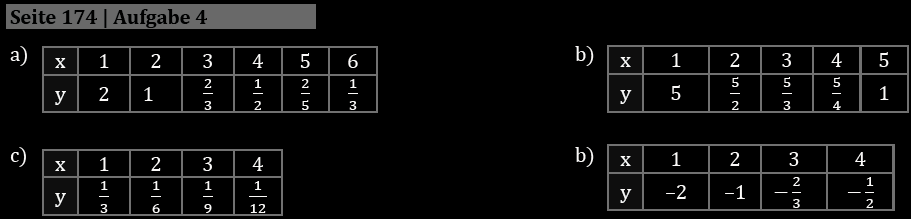 Seite 174 | Aufgabe 4
a)
x 1 2 3 4 5 6
y 2 1 2/3 1/2 2/5 1/3
b)
x 1 2 3 4 5
y 5 5/2 5/3 5/4 1
c)
x 1 2 3 4
y 1/3 1/6 1/9 1/12
b)
x 1 2 3 4
y −2 −1 −2/3 −1/2